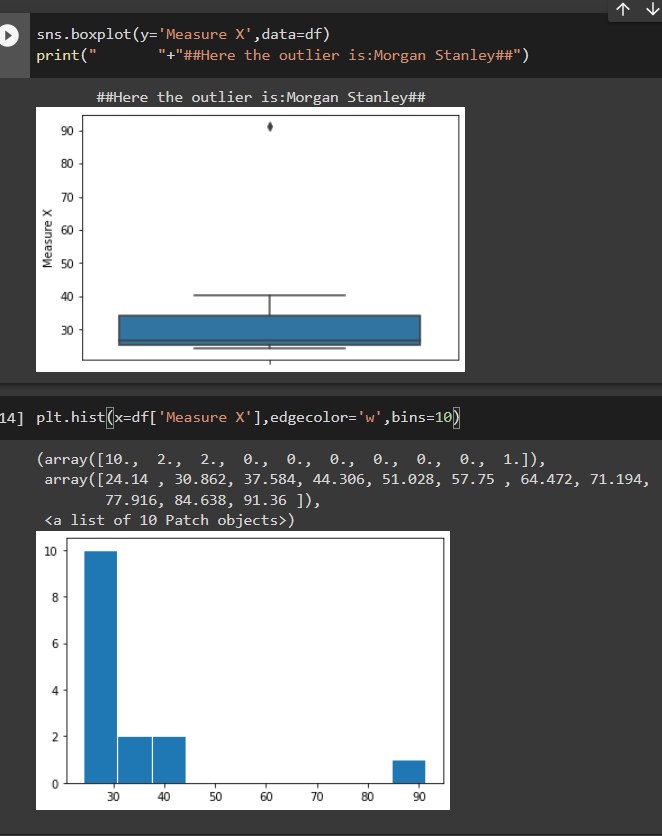 sns.boxplot(y='Measure X',data=df)
print("       "+"##Here the outlier is:Morgan Stanley##")
##Here the outlier is:Morgan Stanley##
90
80
70
60
50
40
30
Measure X
14] plt.hist(x=df['Measure X'],edgecolor='w',bins=10)
(array([10.,  2.,  2.,  0.,  0.,  0.,  0.,  0.,  0.,  1.]),
array([24.14 , 30.862, 37.584, 44.306, 51.028, 57.75 , 64.472, 71.194,
77.916, 84.638, 91.36 ]),
<a list of 10 Patch objects>)
10
8
6
4
2
0
30 40 50 60 70 80 90